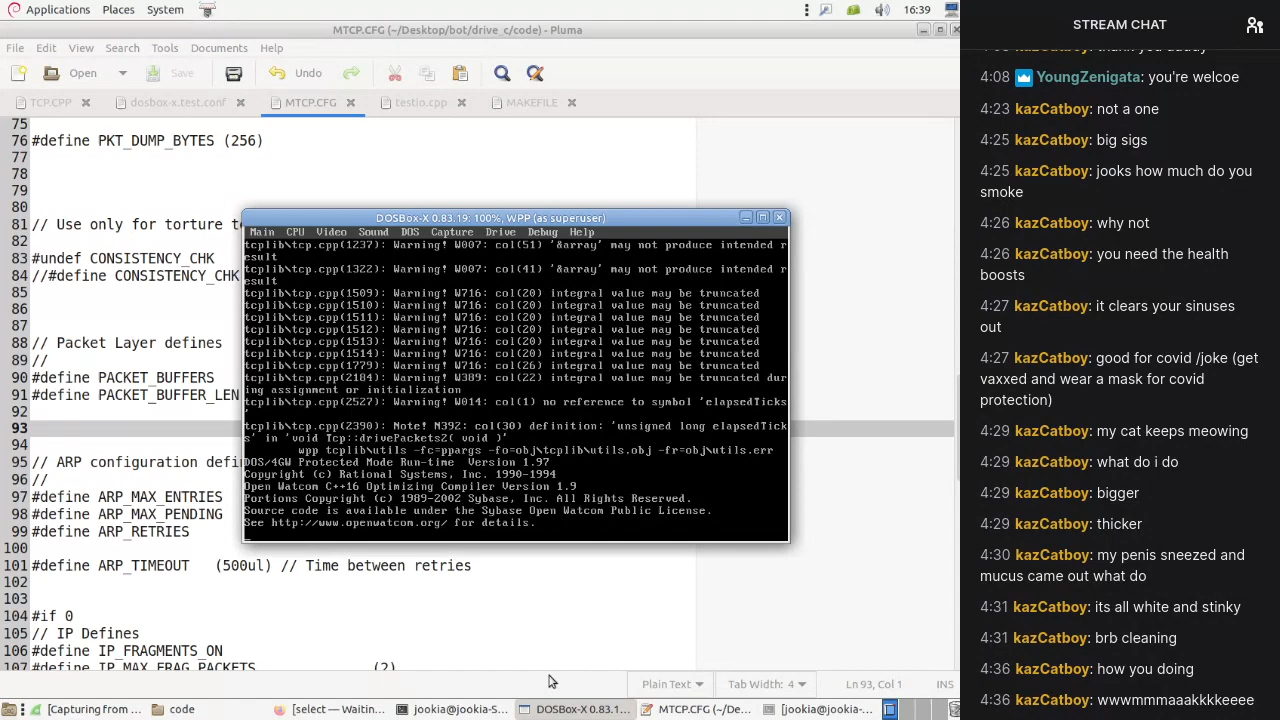 Applications Places System
16:39
MTCP.CFG (~/Desktop/bot/drive_c/code) - Pluma
File Edit View Search Tools Documents Help
Open Save Undo
TCP.CPP dosbox-x.test.conf MTCP.CFG testio.cpp MAKEFILE
75
76 #define PKT_DUMP_BYTES (256)
77
78
79
80
81 // Use only for torture te
82
83 #undef CONSISTENCY_CHK
84 //#define CONSISTENCY_CHK
85
86
87
88 // Packet Layer defines
89 //
90 #define PACKET_BUFFERS
91 #define PACKET_BUFFER_LEN
92
93
94
95 // ARP configuration defin
96 //
97 #define ARP_MAX_ENTRIES
98 #define ARP_MAX_PENDING
99 #define ARP_RETRIES
100
101 #define ARP_TIMEOUT (500ul) // Time between retries
102
103
104 #if 0
105 // IP Defines
106 #define IP_FRAGMENTS_ON
107 #define IP_MAX_FRAG_PACKETS (2)
DOSBox-X 0.83.19: 100%, WPP (as superuser)
Main CPU Video Sound DOS Capture Drive Debug Help
tcplib\tcp.cpp(1237): Warning! W007: col(51) '&array' may not produce intended r
esult
tcplib\tcp.cpp(1322): Warning! W007: col(41) '&array' may not produce intended r
esult
tcplib\tcp.cpp(1509): Warning! W716: col(20) integral value may be truncated
tcplib\tcp.cpp(1510): Warning! W716: col(20) integral value may be truncated
tcplib\tcp.cpp(1511): Warning! W716: col(20) integral value may be truncated
tcplib\tcp.cpp(1512): Warning! W716: col(20) integral value may be truncated
tcplib\tcp.cpp(1513): Warning! W716: col(20) integral value may be truncated
tcplib\tcp.cpp(1514): Warning! W716: col(20) integral value may be truncated
tcplib\tcp.cpp(1779): Warning! W716: col(26) integral value may be truncated
tcplib\tcp.cpp(2184): Warning! W389: col(22) integral value may be truncated dur
ing assignment or initialization
tcplib\tcp.cpp(2527): Warning! W014: col(1) no reference to symbol 'elapsedTicks
'
tcplib\tcp.cpp(2390): Note! N392: col(30) definition: 'unsigned long elapsedTick
s' in 'void Tcp::drivePackets2( void )'
wpp tcplib\utils -fc=ppargs -fo=obj\tcplib\utils.obj -fr=obj\utils.err
DOS/4GW Protected Mode Run-time Version 1.97
Copyright (c) Rational Systems, Inc. 1990-1994
Open Watcom C++16 Optimizing Compiler Version 1.9
Portions Copyright (c) 1989-2002 Sybase, Inc. All Rights Reserved.
Source code is available under the Sybase Open Watcom Public License.
See http://www.openwatcom.org/ for details.
Plain Text Tab Width: 4 Ln 93, Col 1 INS
[Capturing from ... code [selec... — Mozilla... jookia@jookia-S... DOSBox-X 0.83.1... MTCP.CFG (~/De... [jookia@jookia-...
STREAM CHAT
4:08 YoungZenigata: you're welcoe
4:23 kazCatboy: not a one
4:25 kazCatboy: big sigs
4:25 kazCatboy: jooks how much do you
smoke
4:26 kazCatboy: why not
4:26 kazCatboy: you need the health
boosts
4:27 kazCatboy: it clears your sinuses
out
4:27 kazCatboy: good for covid /joke (get
vaxxed and wear a mask for covid
protection)
4:29 kazCatboy: my cat keeps meowing
4:29 kazCatboy: what do i do
4:29 kazCatboy: bigger
4:29 kazCatboy: thicker
4:30 kazCatboy: my penis sneezed and
mucus came out what do
4:31 kazCatboy: its all white and stinky
4:31 kazCatboy: brb cleaning
4:36 kazCatboy: how you doing
4:36 kazCatboy: wwwmmmaaakkkkeeee